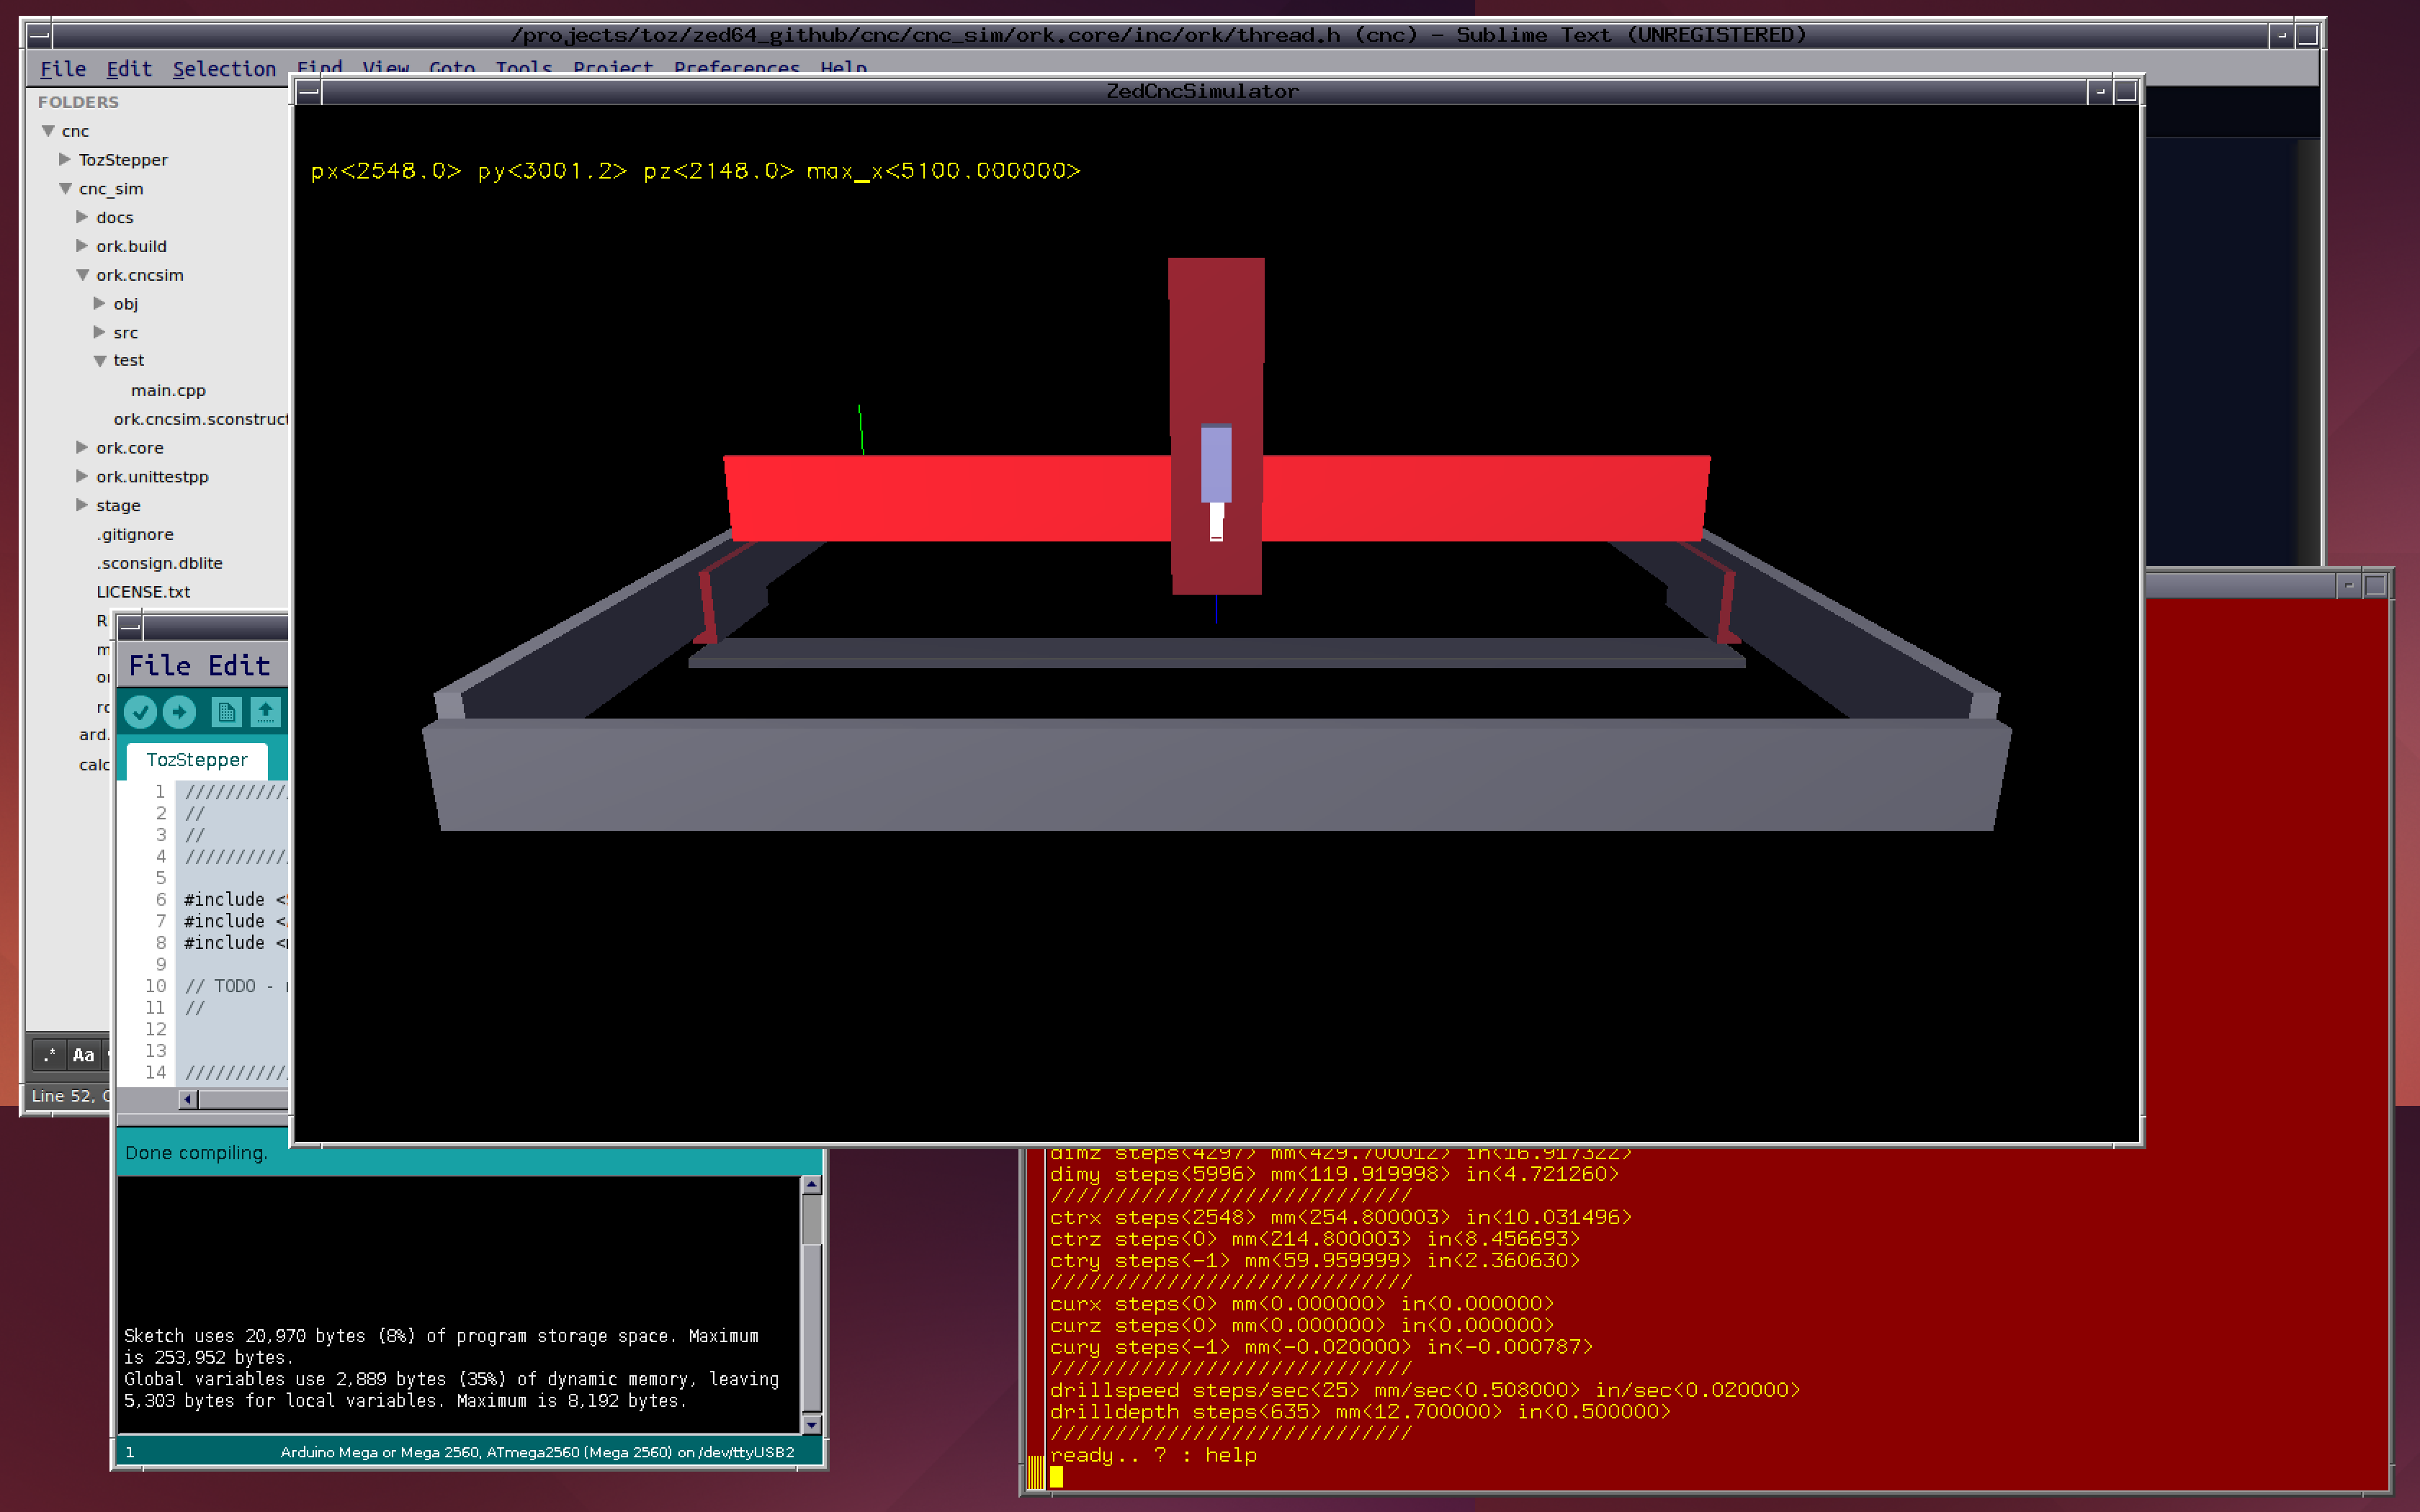 /projects/toz/zed64_github/cnc/cnc_sim/ork.core/inc/ork/thread.h (cnc) - Sublime Text (UNREGISTERED)
File Edit Selection Find View Goto Tools Project Preferences Help
ZedCncSimulator
FOLDERS
cnc
TozStepper
cnc_sim
docs
ork.build
ork.cncsim
obj
src
test
main.cpp
ork.cncsim.sconstruct
ork.core
ork.unittestpp
stage
.gitignore
.sconsign.dblite
LICENSE.txt
ard.
calc
.* Aa
Line 52,
px<2548.0> py<3001.2> pz<2148.0> max_x<5100.000000>
File Edit
TozStepper
1 //////////
2 //
3 //
4 //////////
5
6 #include <
7 #include <
8 #include <
9
10 // TODO -
11 //
12
13
14 //////////
Done compiling.
Sketch uses 20,970 bytes (8%) of program storage space. Maximum
is 253,952 bytes.
Global variables use 2,889 bytes (35%) of dynamic memory, leaving
5,303 bytes for local variables. Maximum is 8,192 bytes.
1 Arduino Mega or Mega 2560, ATmega2560 (Mega 2560) on /dev/ttyUSB2
dimz steps<4297> mm<429.700012> in<16.917322>
dimy steps<5996> mm<119.919998> in<4.721260>
////////////////////////////
ctrx steps<2548> mm<254.800003> in<10.031496>
ctrz steps<0> mm<214.800003> in<8.456693>
ctry steps<-1> mm<59.959999> in<2.360630>
////////////////////////////
curx steps<0> mm<0.000000> in<0.000000>
curz steps<0> mm<0.000000> in<0.000000>
cury steps<-1> mm<-0.020000> in<-0.000787>
////////////////////////////
drillspeed steps/sec<25> mm/sec<0.508000> in/sec<0.020000>
drilldepth steps<635> mm<12.700000> in<0.500000>
////////////////////////////
ready.. ? : help